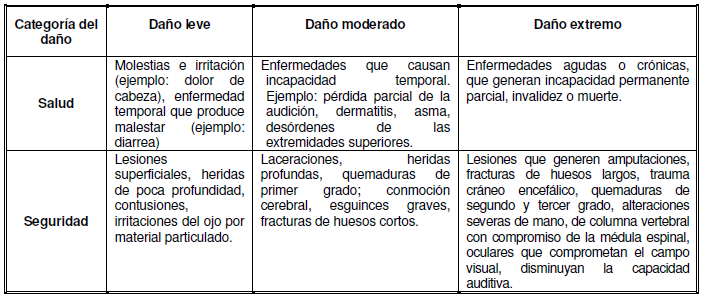 Categoría del
daño
Daño leve
Daño moderado
Daño extremo
Salud
Molestias e irritación
(ejemplo: dolor de
cabeza), enfermedad
temporal que produce
malestar (ejemplo:
diarrea)
Enfermedades que causan
incapacidad temporal.
Ejemplo: pérdida parcial de la
audición, dermatitis, asma,
desórdenes de las
extremidades superiores.
Enfermedades agudas o crónicas,
que generan incapacidad permanente
parcial, invalidez o muerte.
Seguridad
Lesiones
superficiales, heridas
de poca profundidad,
contusiones,
irritaciones del ojo por
material particulado.
Laceraciones, heridas
profundas, quemaduras de
primer grado; conmoción
cerebral, esguinces graves,
fracturas de huesos cortos.
Lesiones que generen amputaciones,
fracturas de huesos largos, trauma
cráneo encefálico, quemaduras de
segundo y tercer grado, alteraciones
severas de mano, de columna vertebral
con compromiso de la médula espinal,
oculares que comprometan el campo
visual, disminuyan la capacidad
auditiva.